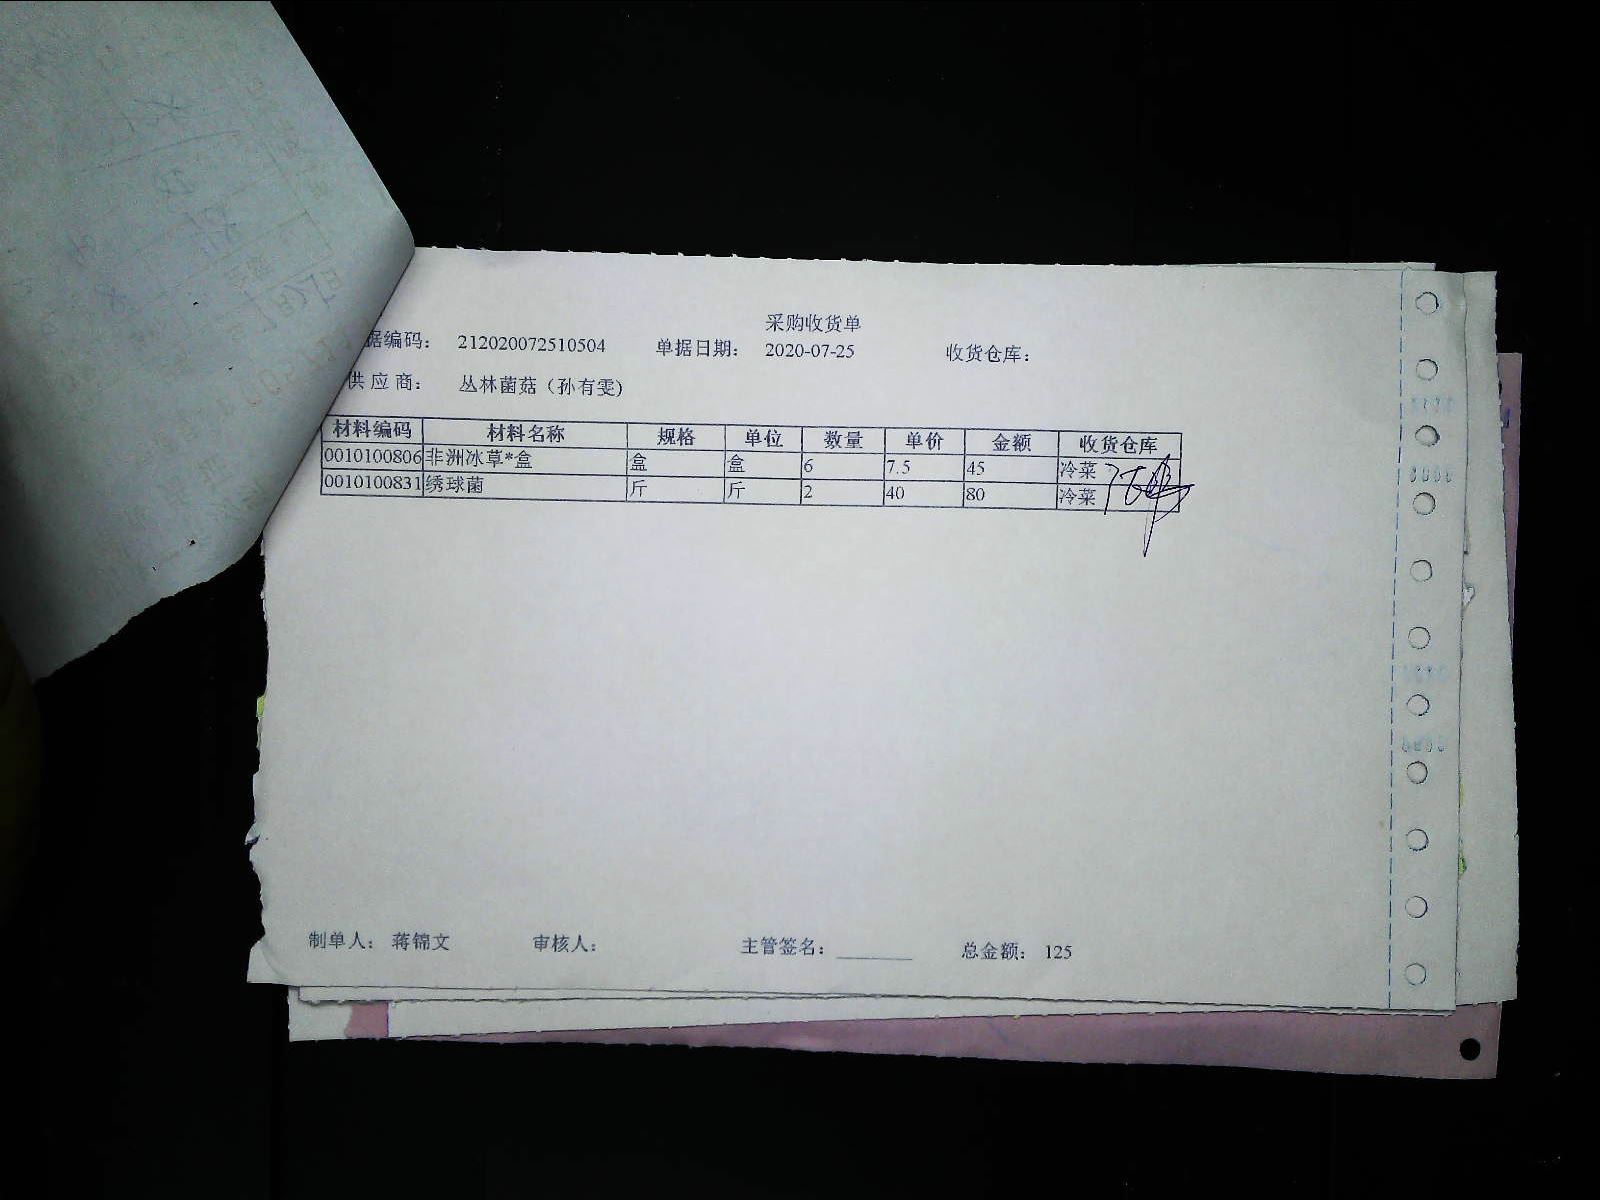 采购收货单
据编码： 212020072510504 单据日期： 2020-07-25 收货仓库：
供 应 商： 丛林菌菇（孙有雯）
材料编码 材料名称 规格 单位 数量 单价 金额 收货仓库
0010100806 非洲冰草*盒 盒 盒 6 7.5 45 冷菜
0010100831 绣球菌 斤 斤 2 40 80 冷菜
制单人： 蒋锦文 审核人： 主管签名：________ 总金额： 125